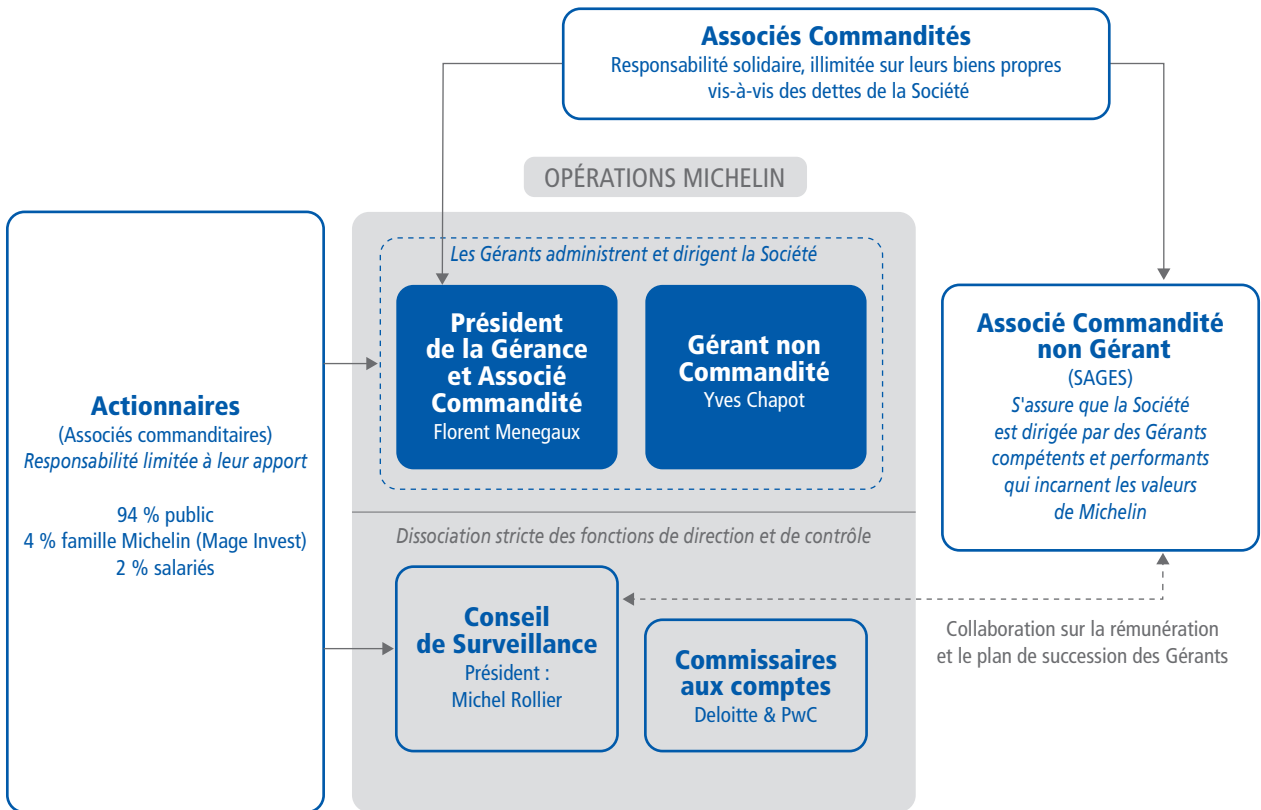 Associés Commandités
Responsabilité solidaire, illimitée sur leurs biens propres
vis-à-vis des dettes de la Société
OPÉRATIONS MICHELIN
Les Gérants administrent et dirigent la Société
Président
de la Gérance
et Associé
Commandité
Florent Menegaux
Gérant non
Commandité
Yves Chapot
Associé Commandité
non Gérant
(SAGES)
S'assure que la Société
est dirigée par des Gérants
compétents et performants
qui incarnent les valeurs
de Michelin
Actionnaires
(Associés commanditaires)
Responsabilité limitée à leur apport
94 % public
4 % famille Michelin (Mage Invest)
2 % salariés
Dissociation stricte des fonctions de direction et de contrôle
Conseil
de Surveillance
Président :
Michel Rollier
Commissaires
aux comptes
Deloitte & PwC
Collaboration sur la rémunération
et le plan de succession des Gérants